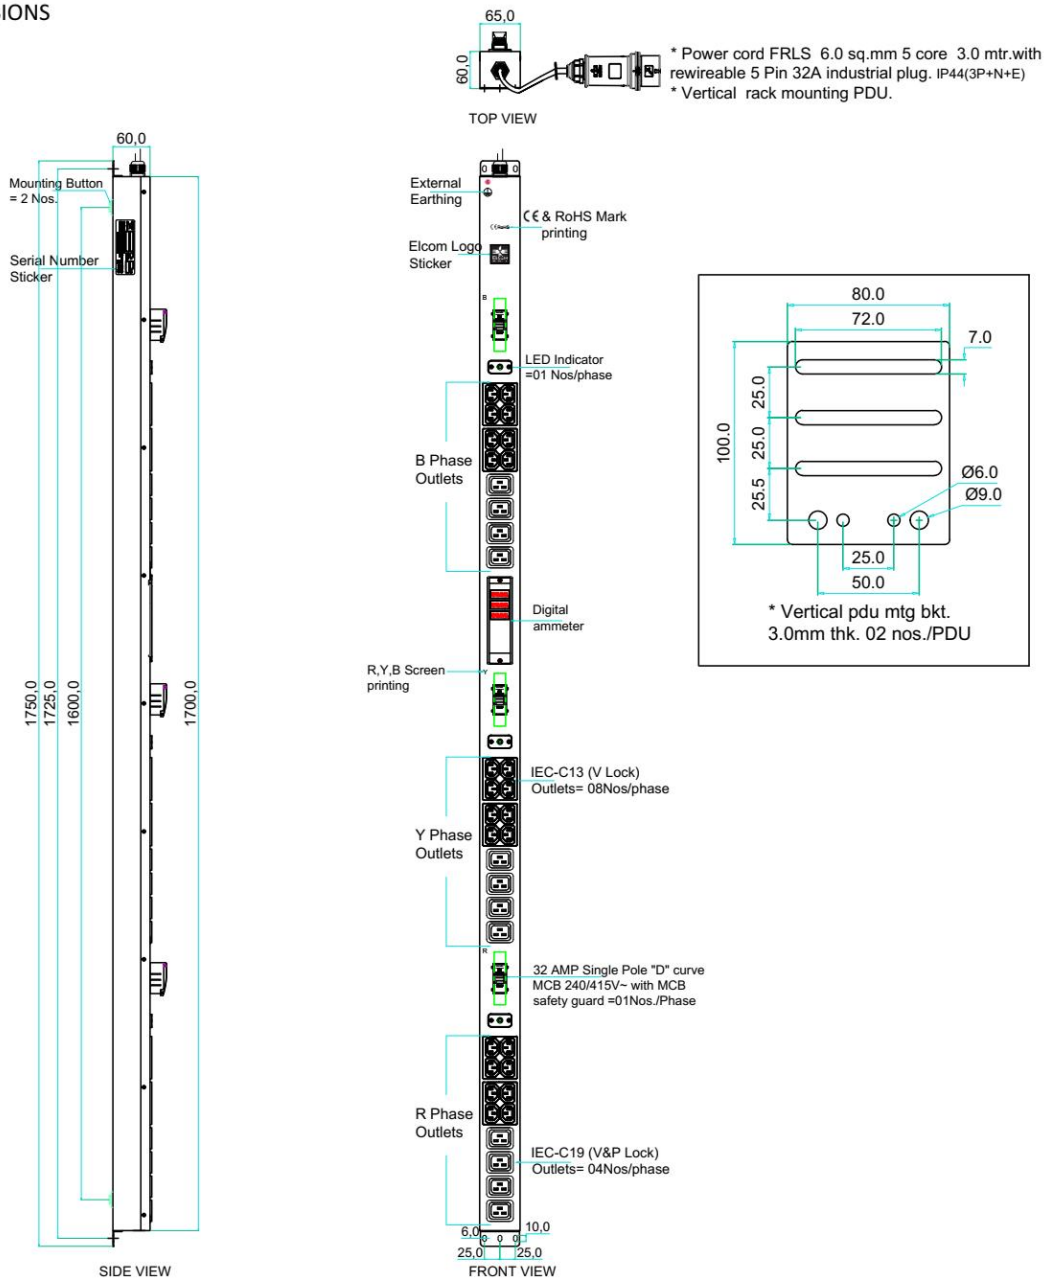 IONS
65,0
60,0
* Power cord FRLS 6.0 sq.mm 5 core 3.0 mtr.with
rewireable 5 Pin 32A industrial plug. IP44(3P+N+E)
* Vertical rack mounting PDU.
TOP VIEW
60,0
Mounting Button
= 2 Nos.
Serial Number
Sticker
1750,0
1725,0
1600,0
1700,0
SIDE VIEW
External
Earthing
CE & RoHS Mark
printing
Elcom Logo
Sticker
B
LED Indicator
=01 Nos/phase
B Phase
Outlets
Digital
ammeter
R,Y,B Screen
printing
Y
IEC-C13 (V Lock)
Outlets= 08Nos/phase
Y Phase
Outlets
R
32 AMP Single Pole "D" curve
MCB 240/415V~ with MCB
safety guard =01Nos./Phase
R Phase
Outlets
IEC-C19 (V&P Lock)
Outlets= 04Nos/phase
6,0
10,0
25,0
25,0
FRONT VIEW
80.0
72.0
7.0
25.0
100.0
25.0
25.5
Ø6.0
Ø9.0
25.0
50.0
* Vertical pdu mtg bkt.
3.0mm thk. 02 nos./PDU